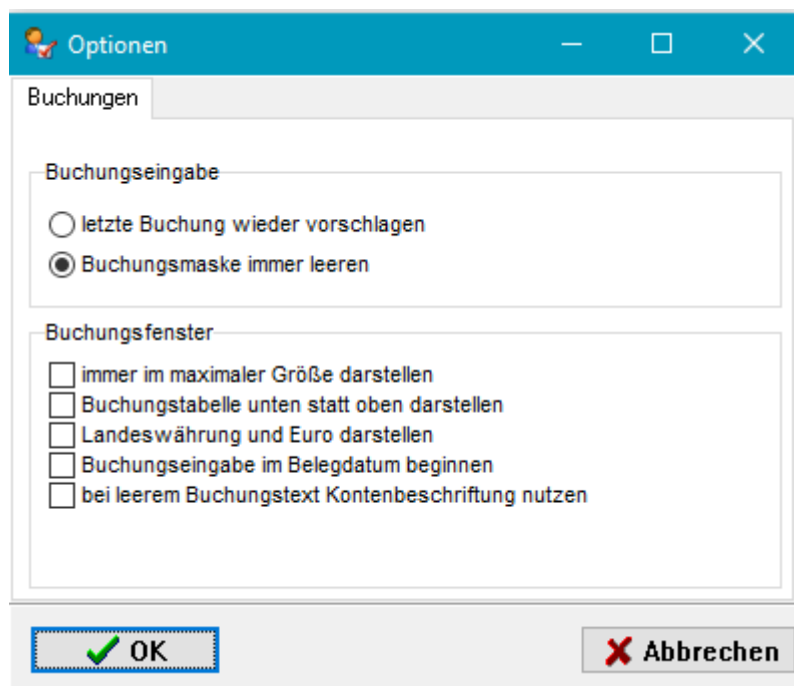 Optionen
Buchungen
Buchungseingabe
letzte Buchung wieder vorschlagen
Buchungsmaske immer leeren
Buchungsfenster
immer im maximaler Größe darstellen
Buchungstabelle unten statt oben darstellen
Landeswährung und Euro darstellen
Buchungseingabe im Belegdatum beginnen
bei leerem Buchungstext Kontenbeschriftung nutzen
OK Abbrechen